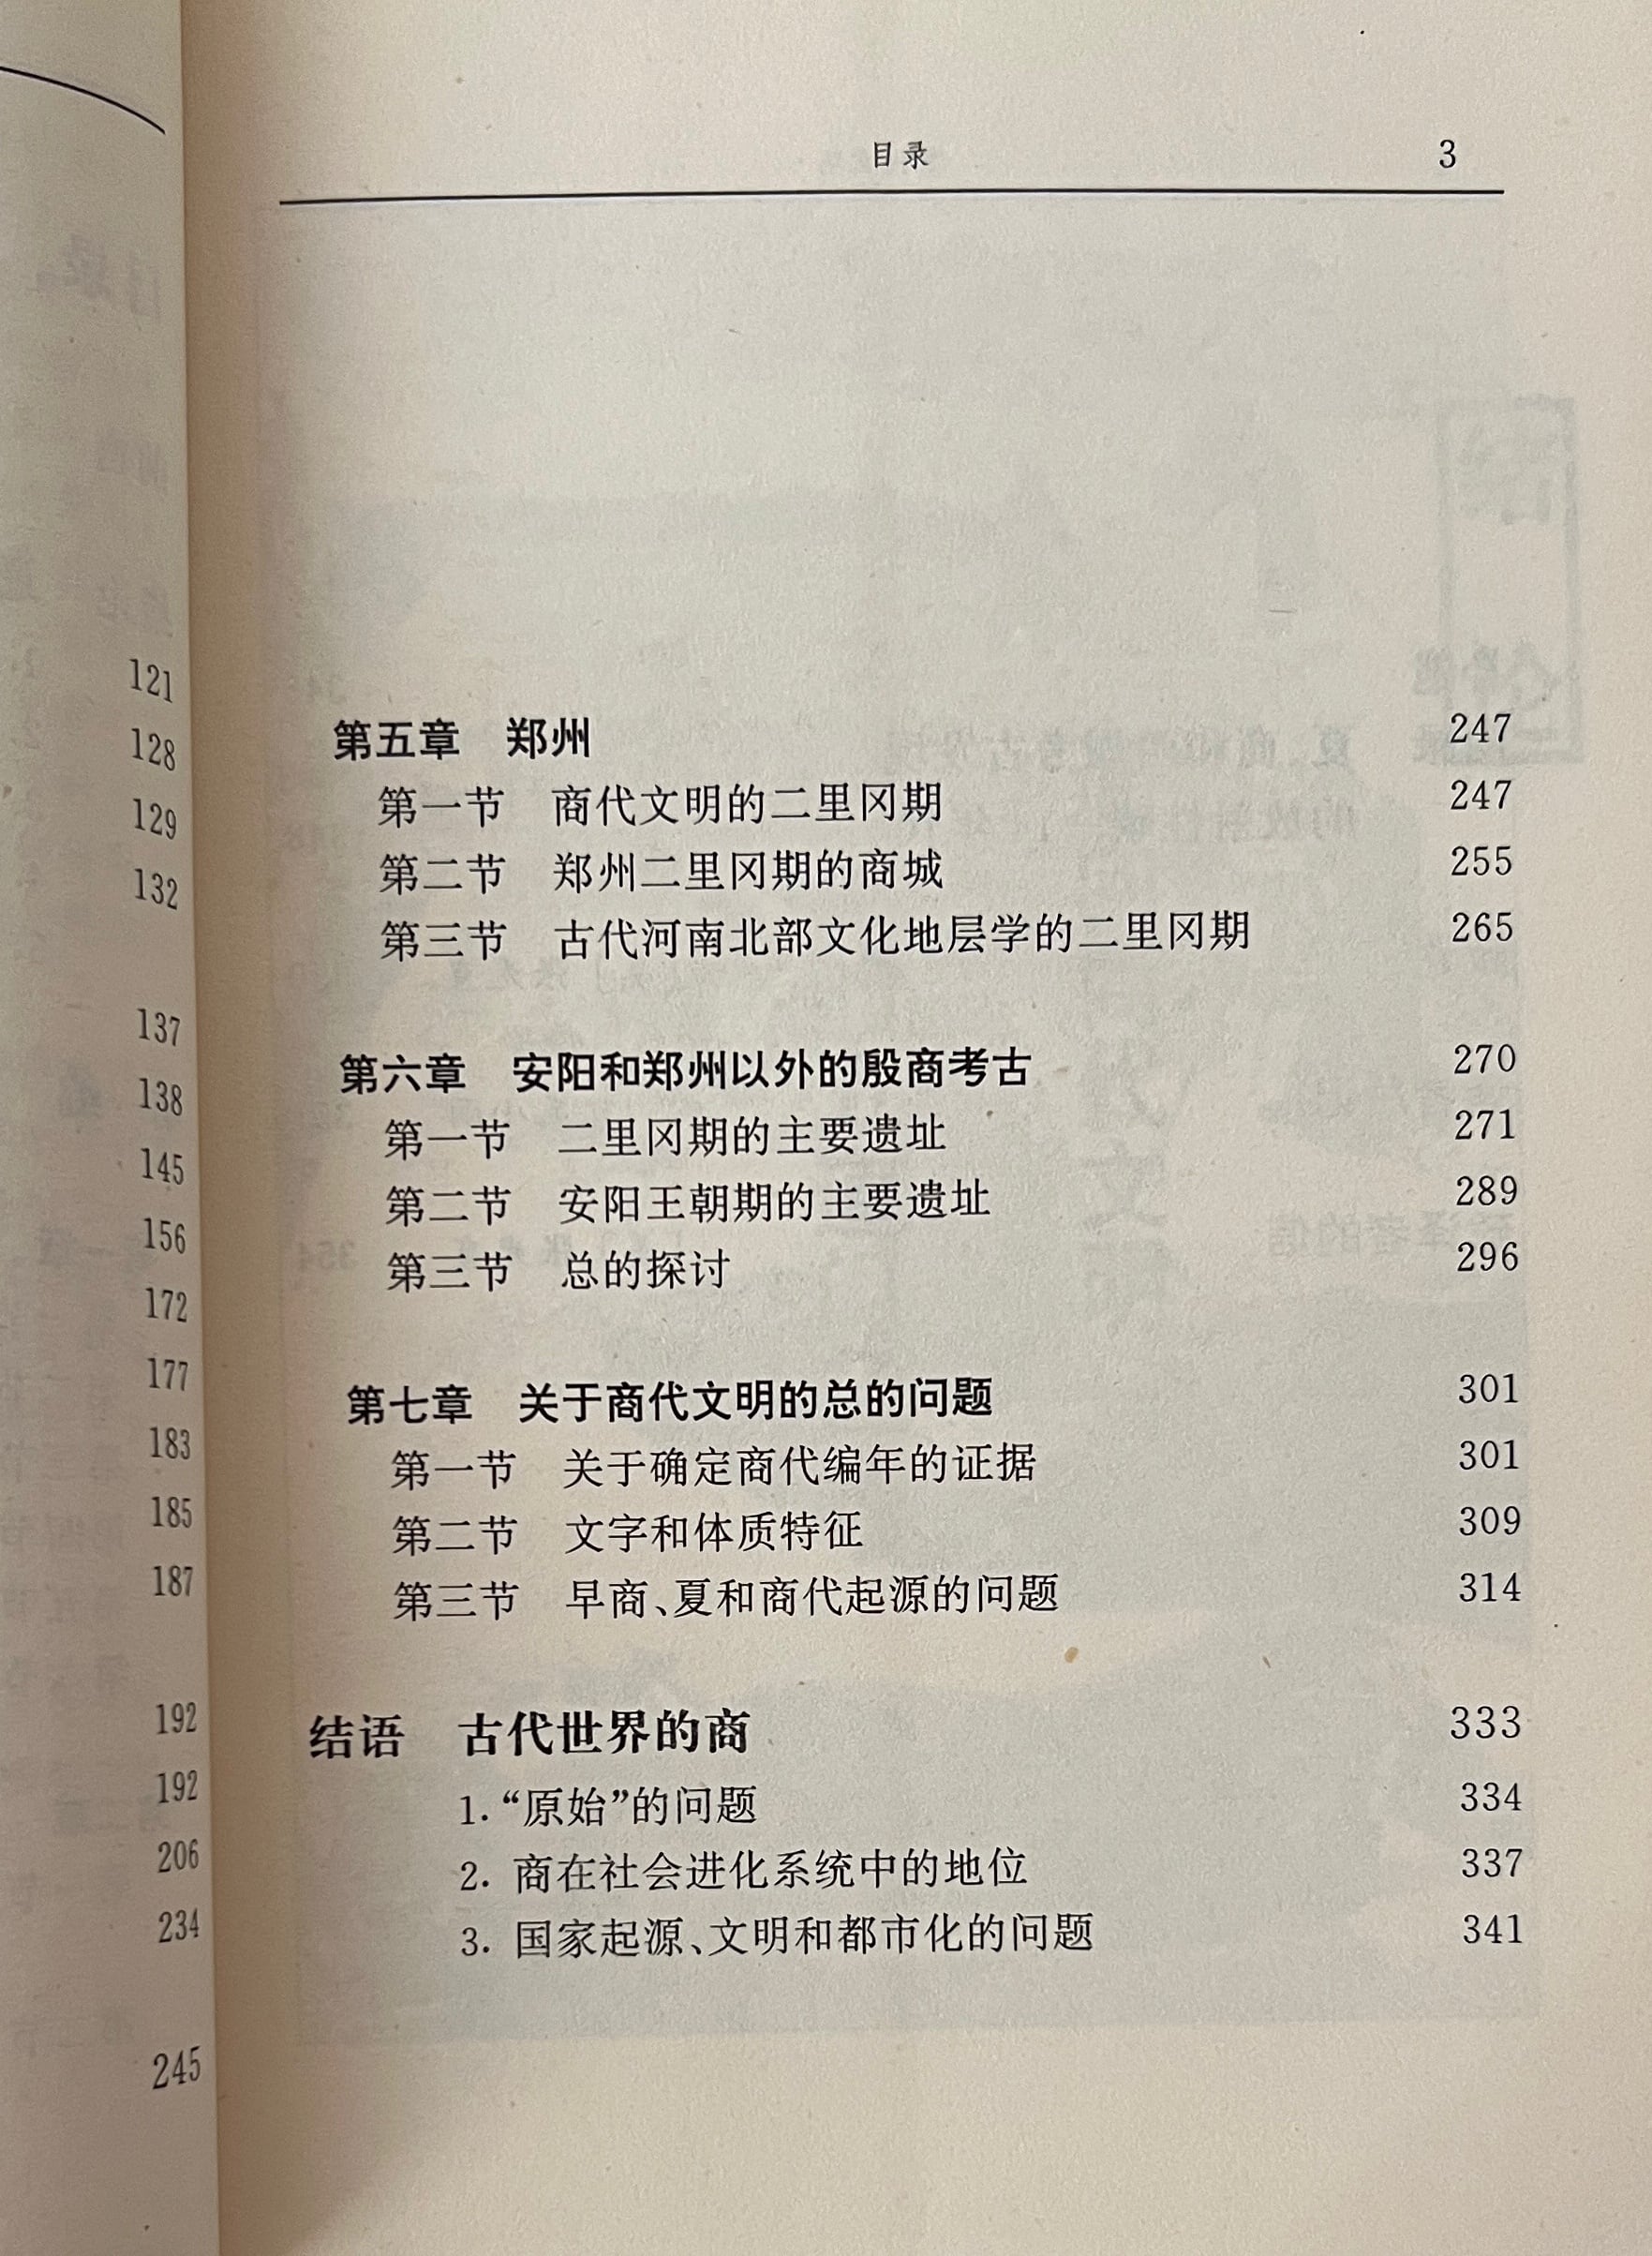 121
128
129
132
137
138
145
156
172
177
183
185
187
192
192
206
234
245
目录 3
第五章 郑州 247
第一节 商代文明的二里冈期 247
第二节 郑州二里冈期的商城 255
第三节 古代河南北部文化地层学的二里冈期 265
第六章 安阳和郑州以外的殷商考古 270
第一节 二里冈期的主要遗址 271
第二节 安阳王朝期的主要遗址 289
第三节 总的探讨 296
第七章 关于商代文明的总的问题 301
第一节 关于确定商代编年的证据 301
第二节 文字和体质特征 309
第三节 早商、夏和商代起源的问题 314
结语 古代世界的商 333
1. “原始”的问题 334
2. 商在社会进化系统中的地位 337
3. 国家起源、文明和都市化的问题 341